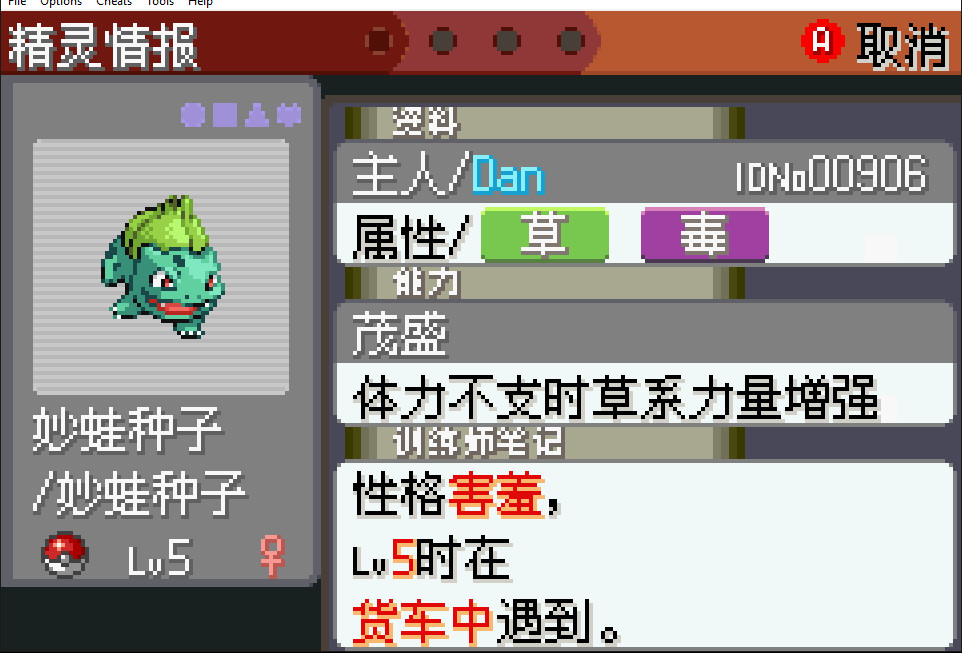 File Options Cheats Tools Help
精灵情报
A 取消
资料
主人/Dan IDNo00906
属性/ 草 毒
能力
茂盛
体力不支时草系力量增强
训练师笔记
性格害羞，
Lv5时在
货车中遇到。
妙蛙种子
/妙蛙种子
Lv5 ♀